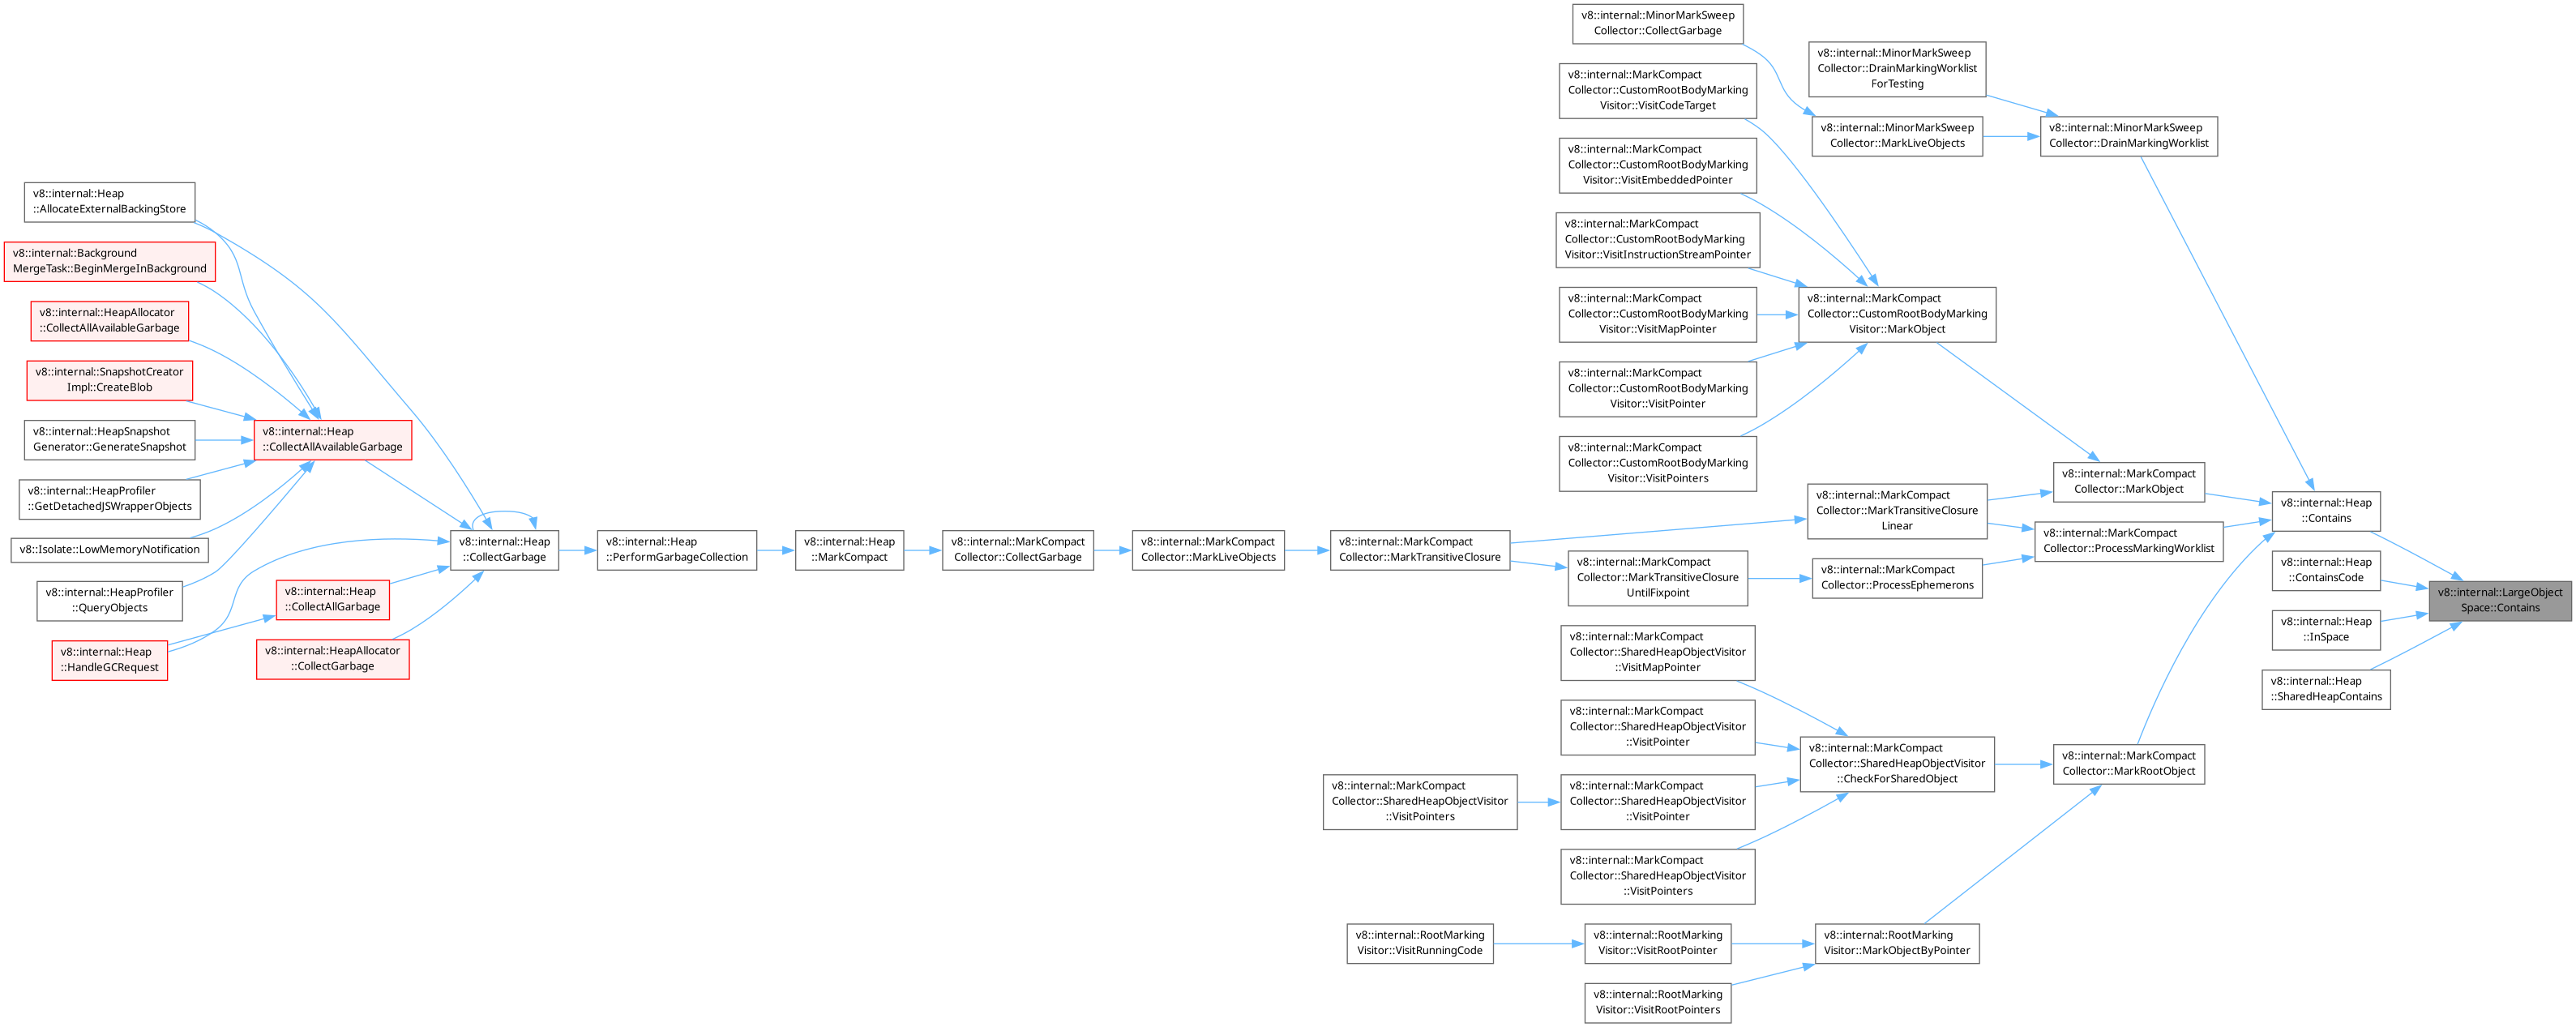 v8::internal::MinorMarkSweep
Collector::CollectGarbage
v8::internal::MinorMarkSweep
Collector::DrainMarkingWorklist
ForTesting
v8::internal::MarkCompact
Collector::CustomRootBodyMarking
Visitor::VisitCodeTarget
v8::internal::MinorMarkSweep
Collector::MarkLiveObjects
v8::internal::MinorMarkSweep
Collector::DrainMarkingWorklist
v8::internal::MarkCompact
Collector::CustomRootBodyMarking
Visitor::VisitEmbeddedPointer
v8::internal::Heap
::AllocateExternalBackingStore
v8::internal::MarkCompact
Collector::CustomRootBodyMarking
Visitor::VisitInstructionStreamPointer
v8::internal::Background
MergeTask::BeginMergeInBackground
v8::internal::MarkCompact
Collector::CustomRootBodyMarking
Visitor::VisitMapPointer
v8::internal::MarkCompact
Collector::CustomRootBodyMarking
Visitor::MarkObject
v8::internal::HeapAllocator
::CollectAllAvailableGarbage
v8::internal::SnapshotCreator
Impl::CreateBlob
v8::internal::MarkCompact
Collector::CustomRootBodyMarking
Visitor::VisitPointer
v8::internal::HeapSnapshot
Generator::GenerateSnapshot
v8::internal::Heap
::CollectAllAvailableGarbage
v8::internal::MarkCompact
Collector::CustomRootBodyMarking
Visitor::VisitPointers
v8::internal::MarkCompact
Collector::MarkObject
v8::internal::HeapProfiler
::GetDetachedJSWrapperObjects
v8::internal::MarkCompact
Collector::MarkTransitiveClosure
Linear
v8::internal::Heap
::Contains
v8::Isolate::LowMemoryNotification
v8::internal::Heap
::CollectGarbage
v8::internal::Heap
::PerformGarbageCollection
v8::internal::Heap
::MarkCompact
v8::internal::MarkCompact
Collector::CollectGarbage
v8::internal::MarkCompact
Collector::MarkLiveObjects
v8::internal::MarkCompact
Collector::MarkTransitiveClosure
v8::internal::MarkCompact
Collector::ProcessMarkingWorklist
v8::internal::MarkCompact
Collector::MarkTransitiveClosure
UntilFixpoint
v8::internal::MarkCompact
Collector::ProcessEphemerons
v8::internal::Heap
::ContainsCode
v8::internal::HeapProfiler
::QueryObjects
v8::internal::Heap
::CollectAllGarbage
v8::internal::LargeObject
Space::Contains
v8::internal::Heap
::InSpace
v8::internal::Heap
::HandleGCRequest
v8::internal::HeapAllocator
::CollectGarbage
v8::internal::MarkCompact
Collector::SharedHeapObjectVisitor
::VisitMapPointer
v8::internal::Heap
::SharedHeapContains
v8::internal::MarkCompact
Collector::SharedHeapObjectVisitor
::VisitPointer
v8::internal::MarkCompact
Collector::SharedHeapObjectVisitor
::CheckForSharedObject
v8::internal::MarkCompact
Collector::MarkRootObject
v8::internal::MarkCompact
Collector::SharedHeapObjectVisitor
::VisitPointers
v8::internal::MarkCompact
Collector::SharedHeapObjectVisitor
::VisitPointer
v8::internal::MarkCompact
Collector::SharedHeapObjectVisitor
::VisitPointers
v8::internal::RootMarking
Visitor::VisitRunningCode
v8::internal::RootMarking
Visitor::VisitRootPointer
v8::internal::RootMarking
Visitor::MarkObjectByPointer
v8::internal::RootMarking
Visitor::VisitRootPointers